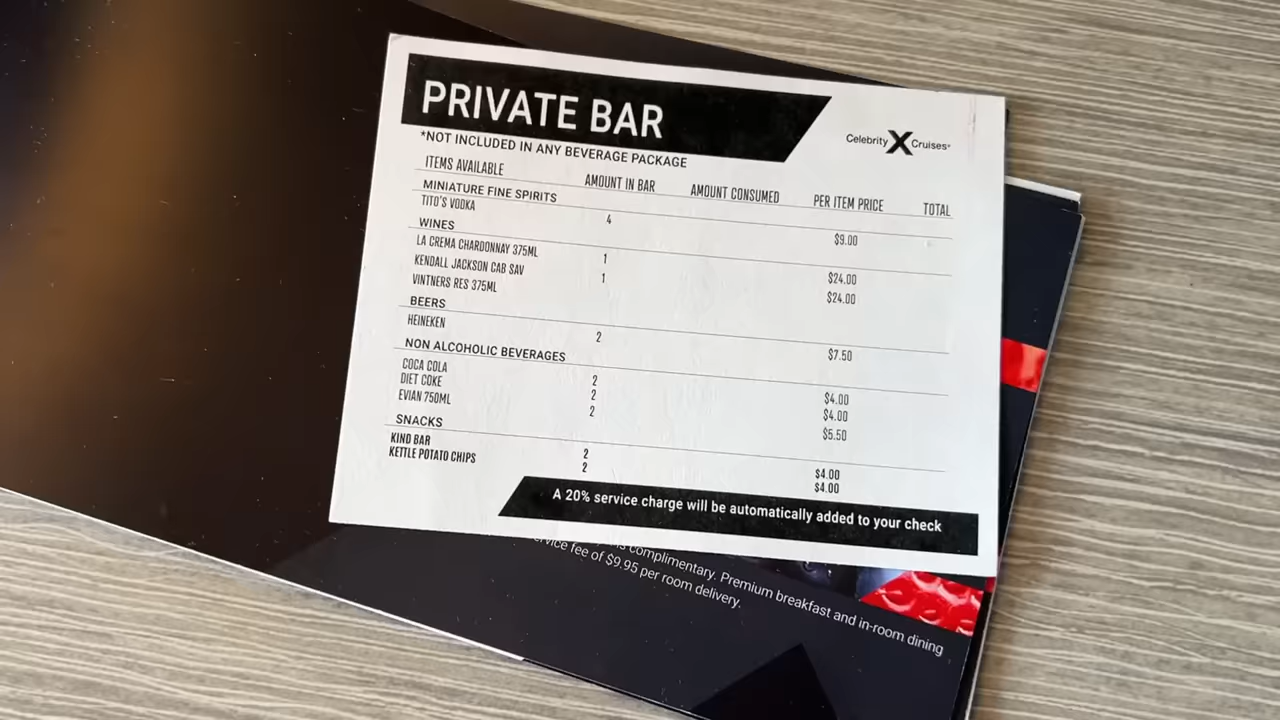 PRIVATE BAR
Celebrity X Cruises
*NOT INCLUDED IN ANY BEVERAGE PACKAGE
ITEMS AVAILABLE AMOUNT IN BAR AMOUNT CONSUMED PER ITEM PRICE TOTAL
MINIATURE FINE SPIRITS
TITO'S VODKA 4 $9.00
WINES
LA CREMA CHARDONNAY 375ML 1 $24.00
KENDALL JACKSON CAB SAV 1 $24.00
VINTNERS RES 375ML
BEERS
HEINEKEN 2 $7.50
NON ALCOHOLIC BEVERAGES
COCA COLA 2 $4.00
DIET COKE 2 $4.00
EVIAN 750ML 2 $5.50
SNACKS
KIND BAR 2 $4.00
KETTLE POTATO CHIPS 2 $4.00
A 20% service charge will be automatically added to your check
complimentary. Premium breakfast and in-room dining
fee of $9.95 per room delivery.